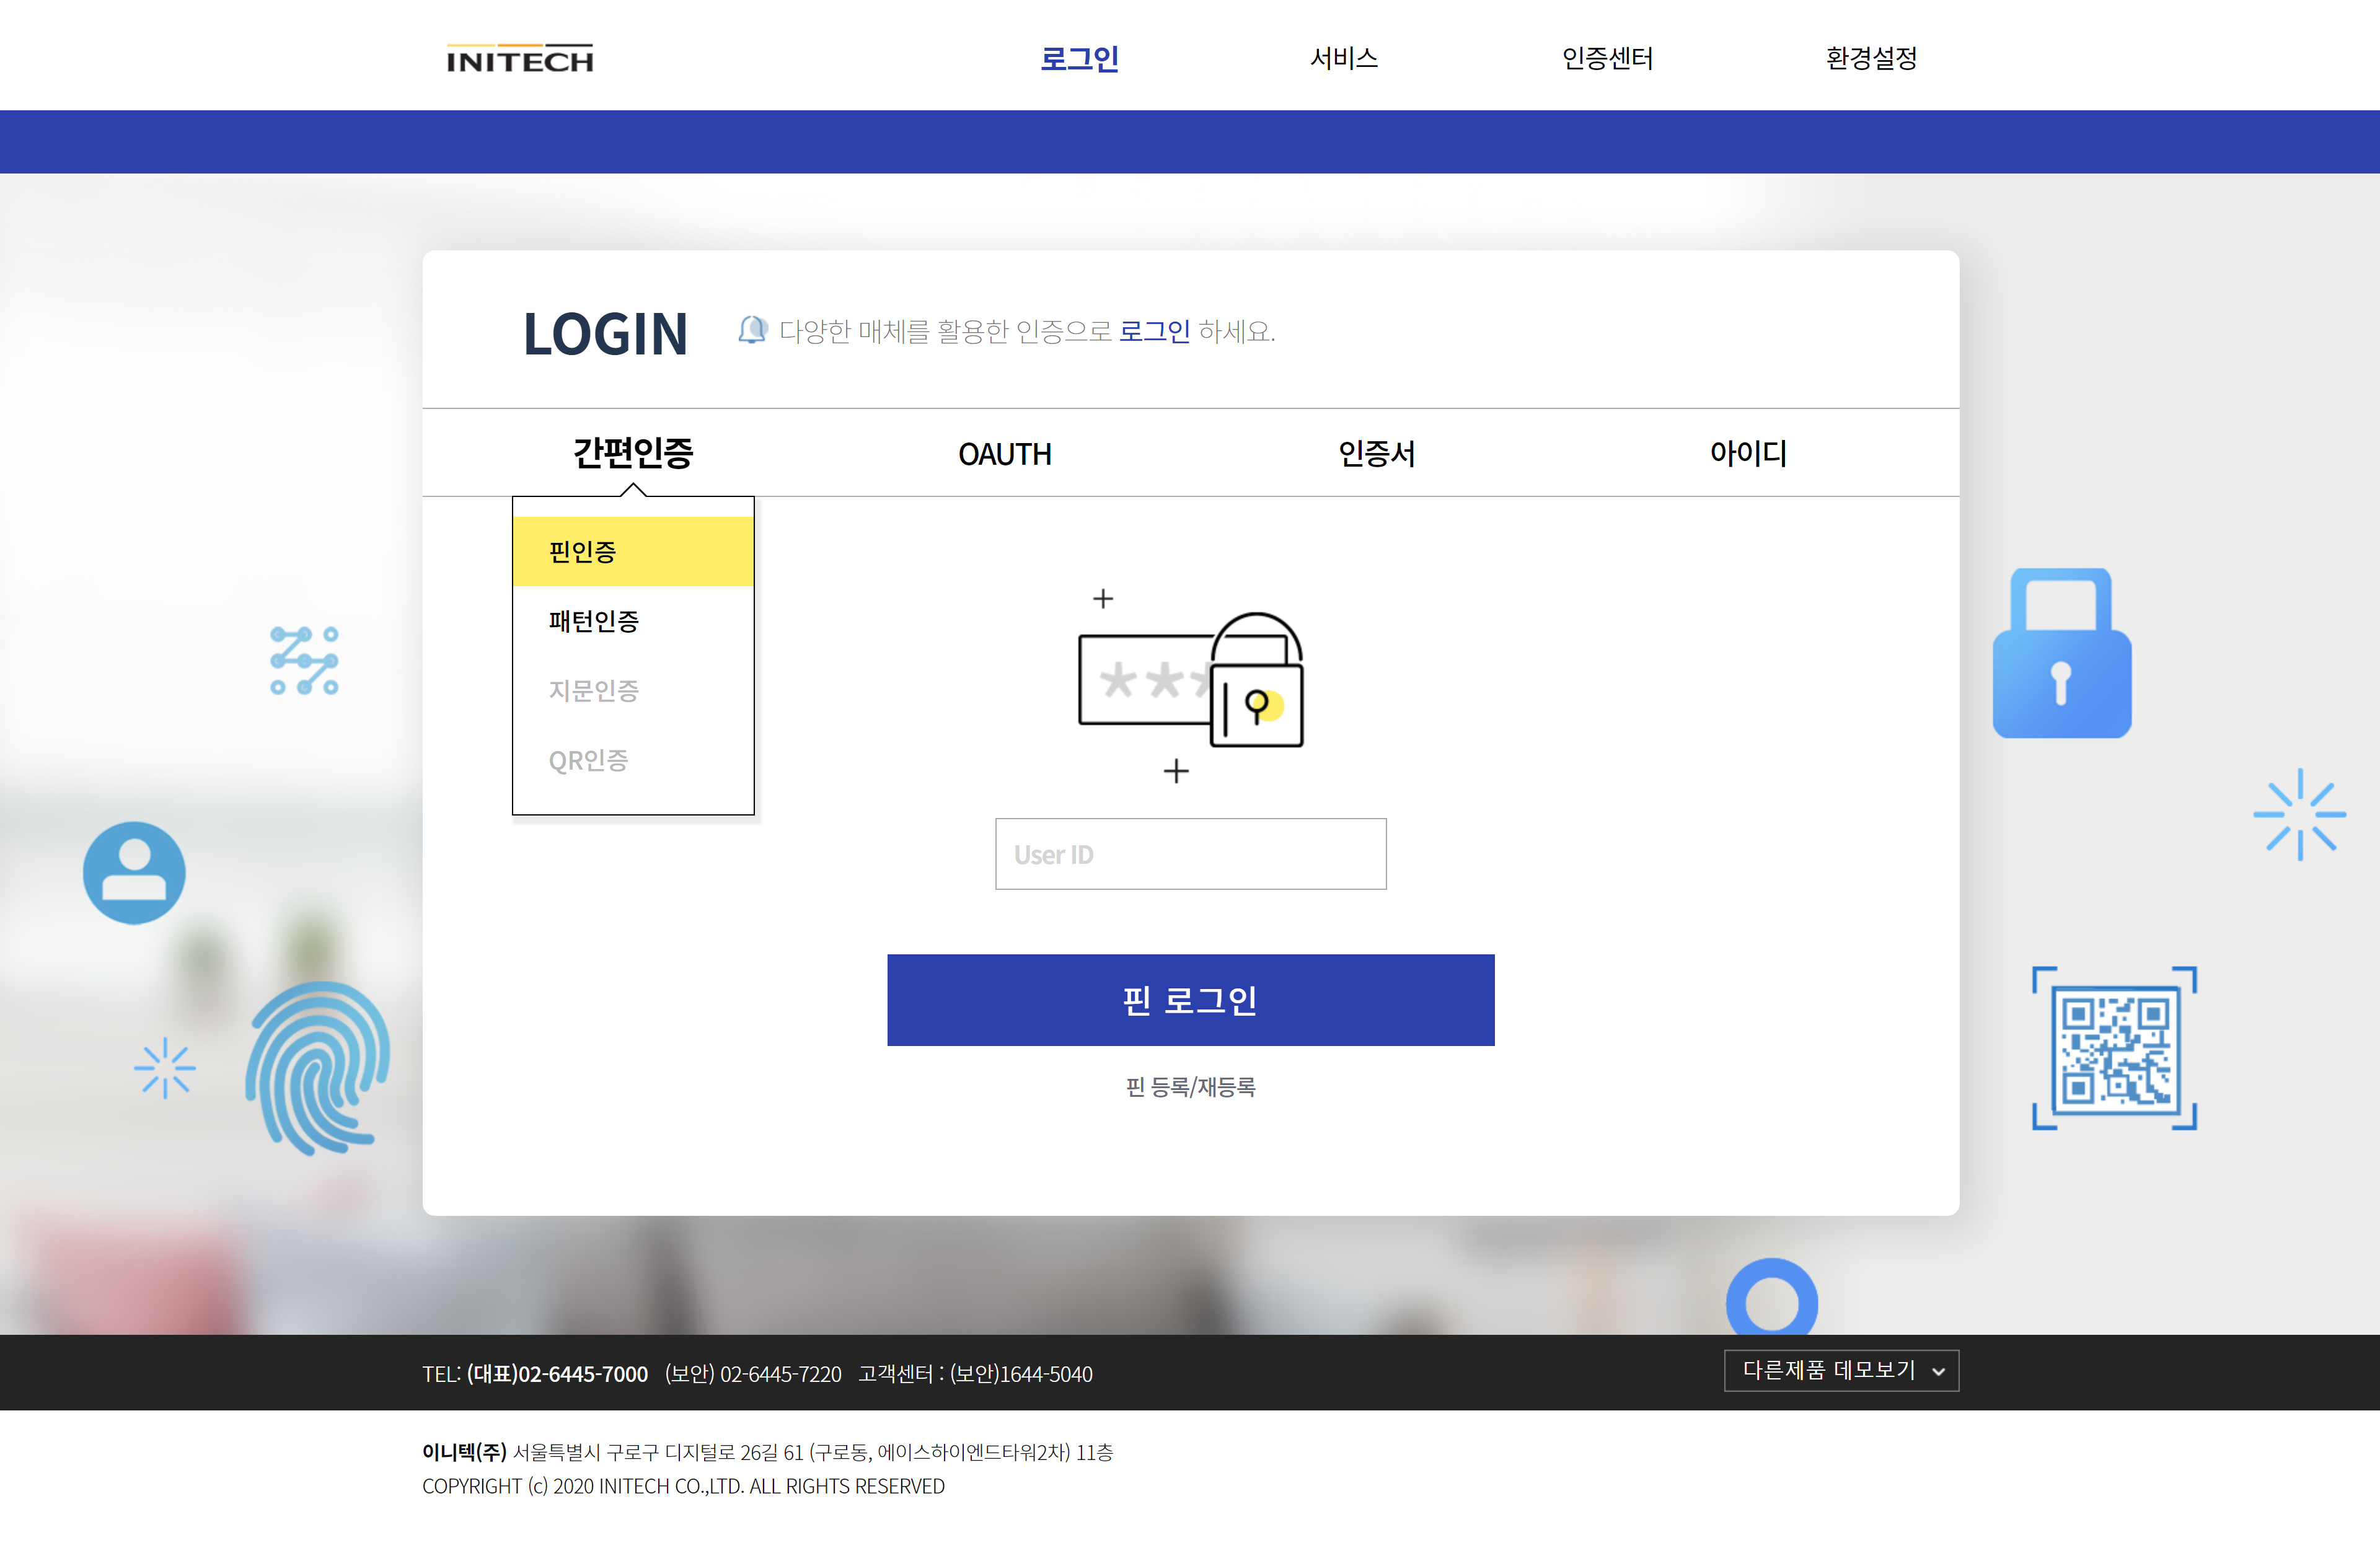 INITECH
로그인
서비스
인증센터
환경설정
LOGIN
다양한 매체를 활용한 인증으로 로그인 하세요.
간편인증
OAUTH
인증서
아이디
핀인증
패턴인증
지문인증
QR인증
***
User ID
핀 로그인
핀 등록/재등록
TEL: (대표)02-6445-7000 (보안) 02-6445-7220 고객센터 : (보안)1644-5040
다른제품 데모보기
이니텍(주) 서울특별시 구로구 디지털로 26길 61 (구로동, 에이스하이엔드타워2차) 11층
COPYRIGHT (c) 2020 INITECH CO.,LTD. ALL RIGHTS RESERVED